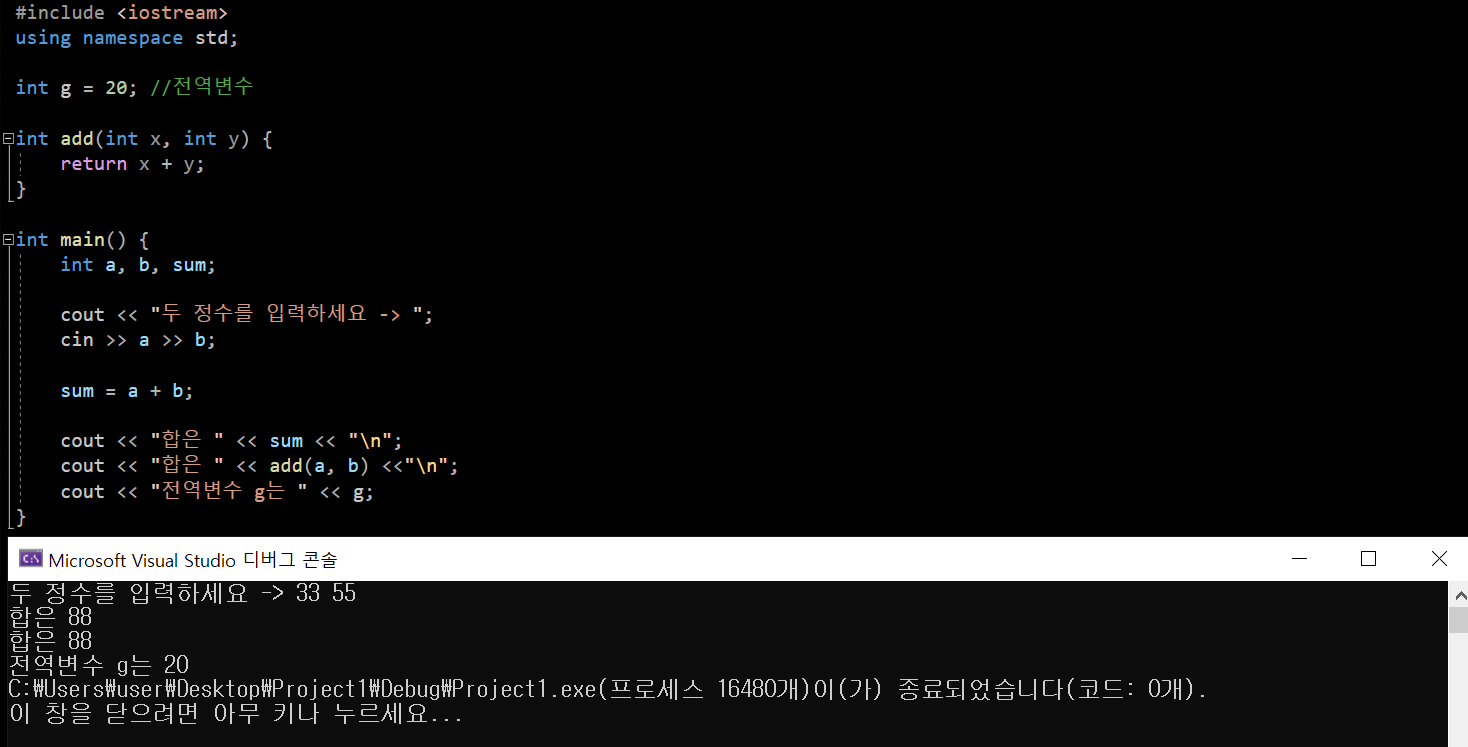 #include <iostream>
using namespace std;
int g = 20; //전역변수
int add(int x, int y) {
return x + y;
}
int main() {
int a, b, sum;
cout << "두 정수를 입력하세요 -> ";
cin >> a >> b;
sum = a + b;
cout << "합은 " << sum << "\n";
cout << "합은 " << add(a, b) <<"\n";
cout << "전역변수 g는 " << g;
}
C:\ Microsoft Visual Studio 디버그 콘솔
두 정수를 입력하세요 -> 33 55
합은 88
합은 88
전역변수 g는 20
C:₩Users₩user₩Desktop₩Project1₩Debug₩Project1.exe(프로세스 16480개)이(가) 종료되었습니다(코드: 0개).
이 창을 닫으려면 아무 키나 누르세요...